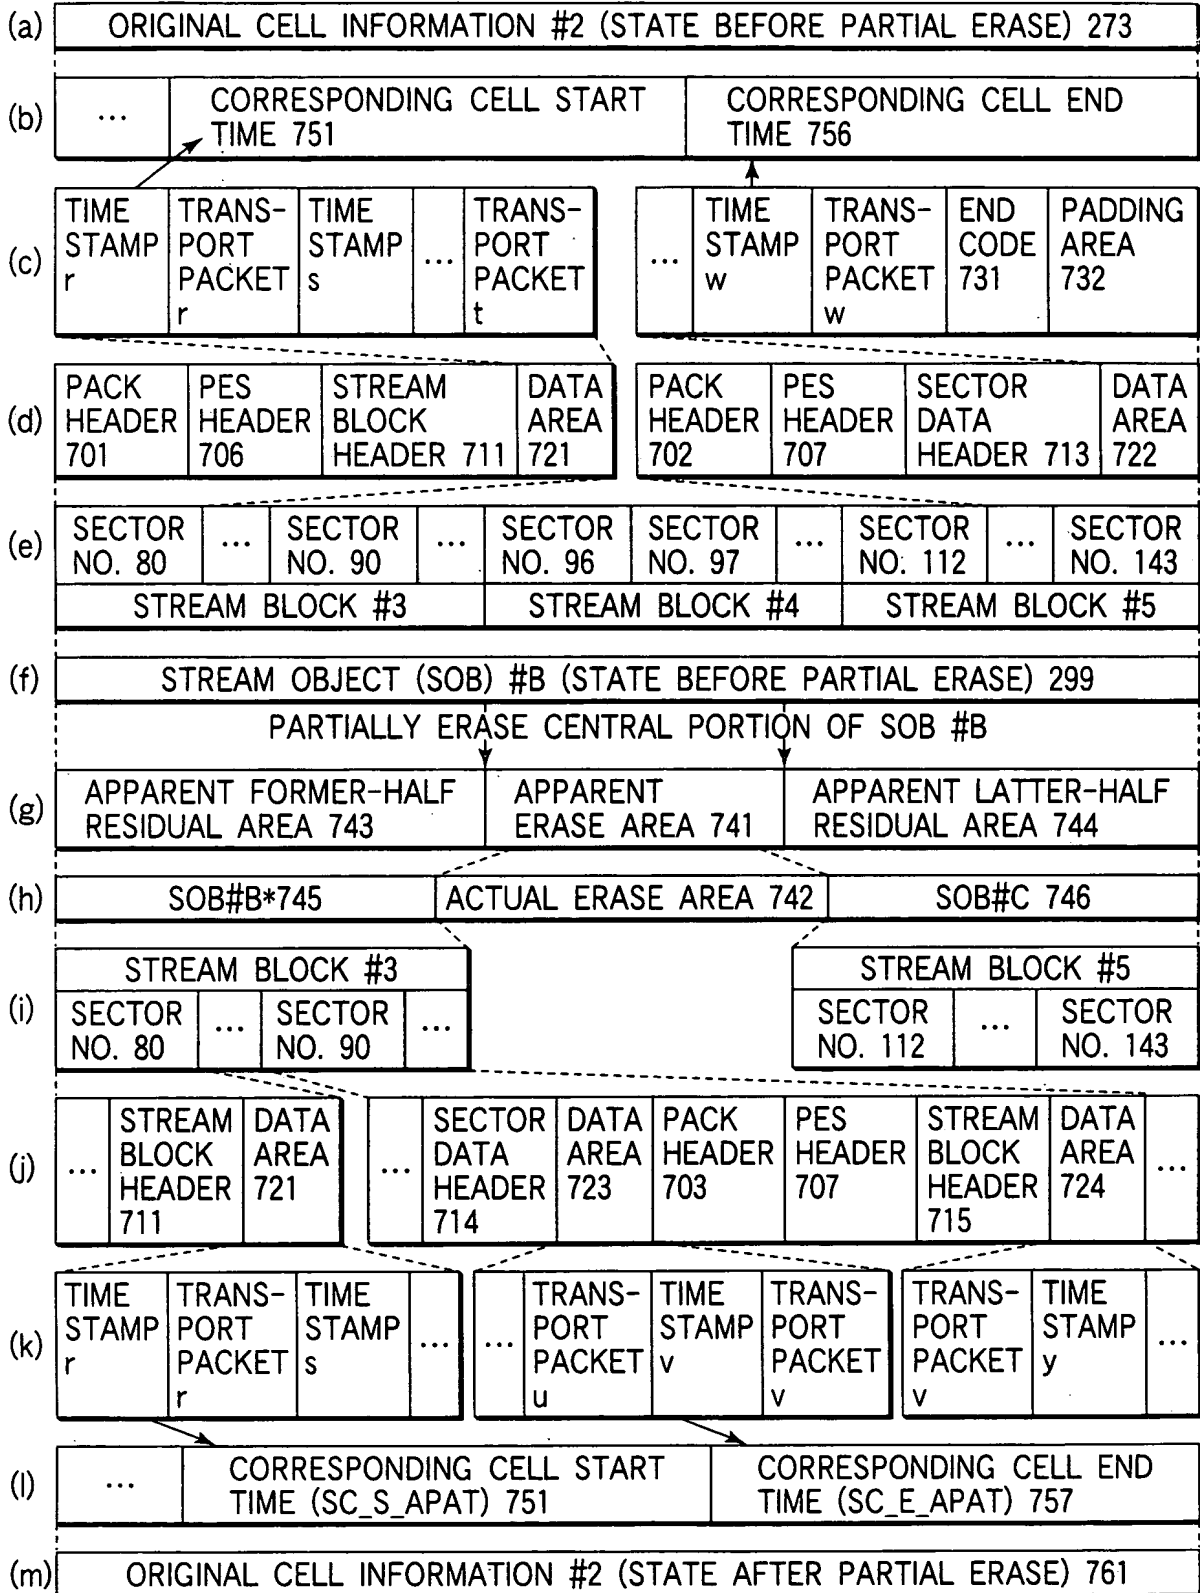 (a) ORIGINAL CELL INFORMATION #2 (STATE BEFORE PARTIAL ERASE) 273
(b) ... CORRESPONDING CELL START TIME 751 CORRESPONDING CELL END TIME 756
(c) TIME STAMP r TRANS-PORT PACKET r TIME STAMP s ... TRANS-PORT PACKET t ... TIME STAMP w TRANS-PORT PACKET w END CODE 731 PADDING AREA 732
(d) PACK HEADER 701 PES HEADER 706 STREAM BLOCK HEADER 711 DATA AREA 721 PACK HEADER 702 PES HEADER 707 SECTOR DATA HEADER 713 DATA AREA 722
(e) SECTOR NO. 80 ... SECTOR NO. 90 ... SECTOR NO. 96 SECTOR NO. 97 ... SECTOR NO. 112 ... SECTOR NO. 143
STREAM BLOCK #3 STREAM BLOCK #4 STREAM BLOCK #5
(f) STREAM OBJECT (SOB) #B (STATE BEFORE PARTIAL ERASE) 299
PARTIALLY ERASE CENTRAL PORTION OF SOB #B
(g) APPARENT FORMER-HALF RESIDUAL AREA 743 APPARENT ERASE AREA 741 APPARENT LATTER-HALF RESIDUAL AREA 744
(h) SOB#B*745 ACTUAL ERASE AREA 742 SOB#C 746
(i) STREAM BLOCK #3 STREAM BLOCK #5
SECTOR NO. 80 ... SECTOR NO. 90 ... SECTOR NO. 112 ... SECTOR NO. 143
(j) ... STREAM BLOCK HEADER 711 DATA AREA 721 ... SECTOR DATA HEADER 714 DATA AREA 723 PACK HEADER 703 PES HEADER 707 STREAM BLOCK HEADER 715 DATA AREA 724 ...
(k) TIME STAMP r TRANS-PORT PACKET r TIME STAMP s ... ... TRANS-PORT PACKET u TIME STAMP v TRANS-PORT PACKET v TRANS-PORT PACKET v TIME STAMP y ...
(l) ... CORRESPONDING CELL START TIME (SC_S_APAT) 751 CORRESPONDING CELL END TIME (SC_E_APAT) 757
(m) ORIGINAL CELL INFORMATION #2 (STATE AFTER PARTIAL ERASE) 761